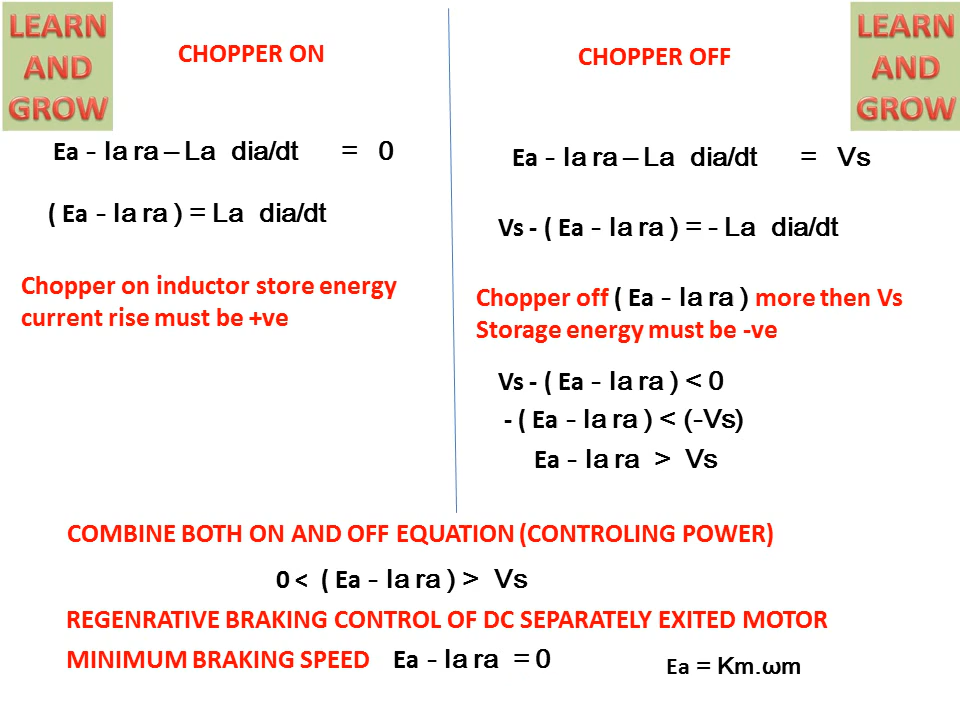 LEARN
AND
GROW
CHOPPER ON
Ea - Ia ra – La dia/dt = 0
( Ea - Ia ra ) = La dia/dt
Chopper on inductor store energy
current rise must be +ve
LEARN
AND
GROW
CHOPPER OFF
Ea - Ia ra – La dia/dt = Vs
Vs - ( Ea - Ia ra ) = - La dia/dt
Chopper off ( Ea - Ia ra ) more then Vs
Storage energy must be -ve
Vs - ( Ea - Ia ra ) < 0
- ( Ea - Ia ra ) < (-Vs)
Ea - Ia ra > Vs
COMBINE BOTH ON AND OFF EQUATION (CONTROLING POWER)
0 < ( Ea - Ia ra ) > Vs
REGENRATIVE BRAKING CONTROL OF DC SEPARATELY EXITED MOTOR
MINIMUM BRAKING SPEED Ea - Ia ra = 0
Ea = Km.ωm